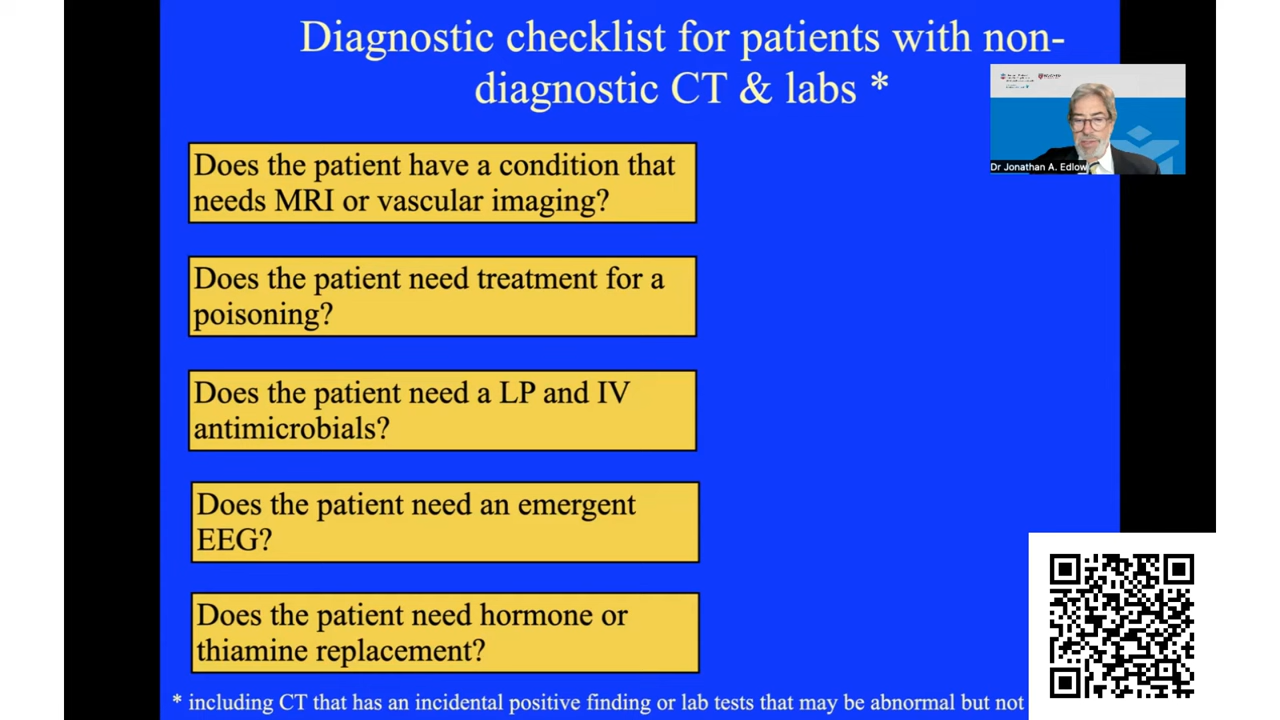 Diagnostic checklist for patients with non-
diagnostic CT & labs *
Dr Jonathan A. Edlow
Does the patient have a condition that
needs MRI or vascular imaging?
Does the patient need treatment for a
poisoning?
Does the patient need a LP and IV
antimicrobials?
Does the patient need an emergent
EEG?
Does the patient need hormone or
thiamine replacement?
* including CT that has an incidental positive finding or lab tests that may be abnormal but not